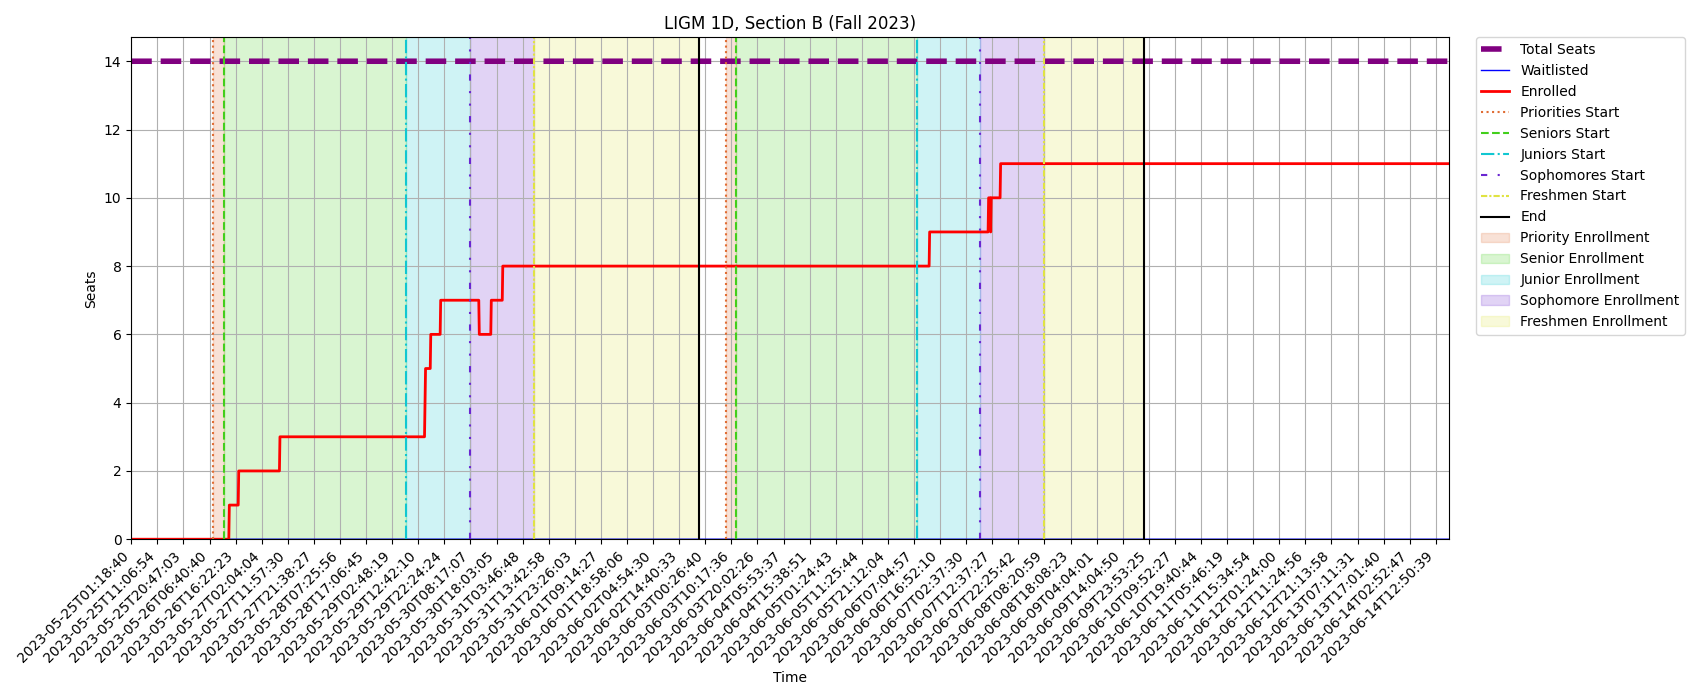 LIGM 1D, Section B (Fall 2023)
Seats
14
12
10
8
6
4
2
0
2023-05-25T01:18:40
2023-05-25T11:06:54
2023-05-25T20:47:03
2023-05-26T06:40:40
2023-05-26T16:22:23
2023-05-27T02:04:04
2023-05-27T11:57:30
2023-05-27T21:38:27
2023-05-28T07:25:56
2023-05-28T17:06:45
2023-05-29T02:48:19
2023-05-29T12:42:10
2023-05-29T22:24:24
2023-05-30T08:17:07
2023-05-30T18:03:05
2023-05-31T03:46:48
2023-05-31T13:42:58
2023-05-31T23:26:03
2023-06-01T09:14:27
2023-06-01T18:58:06
2023-06-02T04:54:30
2023-06-02T14:40:33
2023-06-03T00:26:40
2023-06-03T10:17:36
2023-06-03T20:02:26
2023-06-04T05:53:37
2023-06-04T15:38:51
2023-06-05T01:24:43
2023-06-05T11:25:44
2023-06-05T21:12:04
2023-06-06T07:04:57
2023-06-06T16:52:10
2023-06-07T02:37:30
2023-06-07T12:37:27
2023-06-07T22:25:42
2023-06-08T08:20:59
2023-06-08T18:08:23
2023-06-09T04:04:01
2023-06-09T14:04:50
2023-06-09T23:53:25
2023-06-10T09:52:27
2023-06-10T19:40:44
2023-06-11T05:46:19
2023-06-11T15:34:54
2023-06-12T01:24:00
2023-06-12T11:24:56
2023-06-12T21:13:58
2023-06-13T07:11:31
2023-06-13T17:01:40
2023-06-14T02:52:47
2023-06-14T12:50:39
Time
Total Seats
Waitlisted
Enrolled
Priorities Start
Seniors Start
Juniors Start
Sophomores Start
Freshmen Start
End
Priority Enrollment
Senior Enrollment
Junior Enrollment
Sophomore Enrollment
Freshmen Enrollment